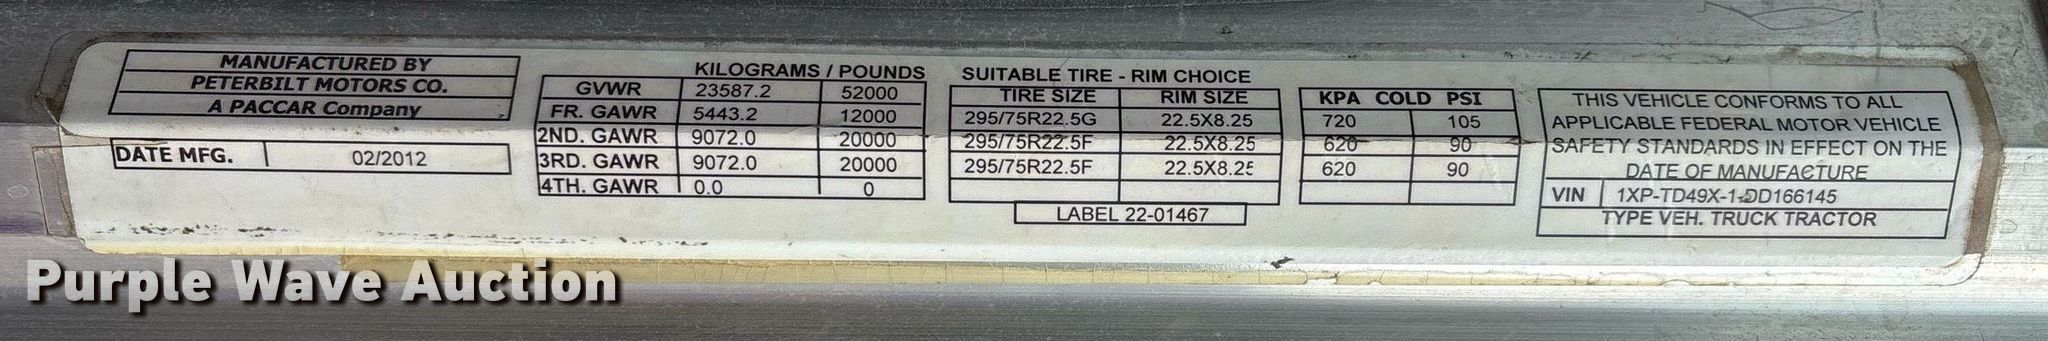 MANUFACTURED BY
PETERBILT MOTORS CO.
A PACCAR Company
DATE MFG. 02/2012
KILOGRAMS / POUNDS
GVWR 23587.2 52000
FR. GAWR 5443.2 12000
2ND. GAWR 9072.0 20000
3RD. GAWR 9072.0 20000
4TH. GAWR 0.0 0
SUITABLE TIRE - RIM CHOICE
TIRE SIZE RIM SIZE
295/75R22.5G 22.5X8.25
295/75R22.5F 22.5X8.25
295/75R22.5F 22.5X8.25
LABEL 22-01467
KPA COLD PSI
720 105
620 90
620 90
THIS VEHICLE CONFORMS TO ALL
APPLICABLE FEDERAL MOTOR VEHICLE
SAFETY STANDARDS IN EFFECT ON THE
DATE OF MANUFACTURE
VIN 1XP-TD49X-1-DD166145
TYPE VEH. TRUCK TRACTOR
Purple Wave Auction